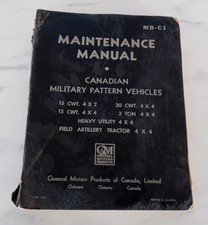 MB-C1
MAINTENANCE
MANUAL
CANADIAN
MILITARY PATTERN VEHICLES
15 CWT. 4 X 2 30 CWT. 4 X 4
15 CWT. 4 X 4 3 TON 4 X 4
HEAVY UTILITY 4 X 4
FIELD ARTILLERY TRACTOR 4 X 4
GM
General Motors Products of Canada, Limited
Oshawa Ontario Canada